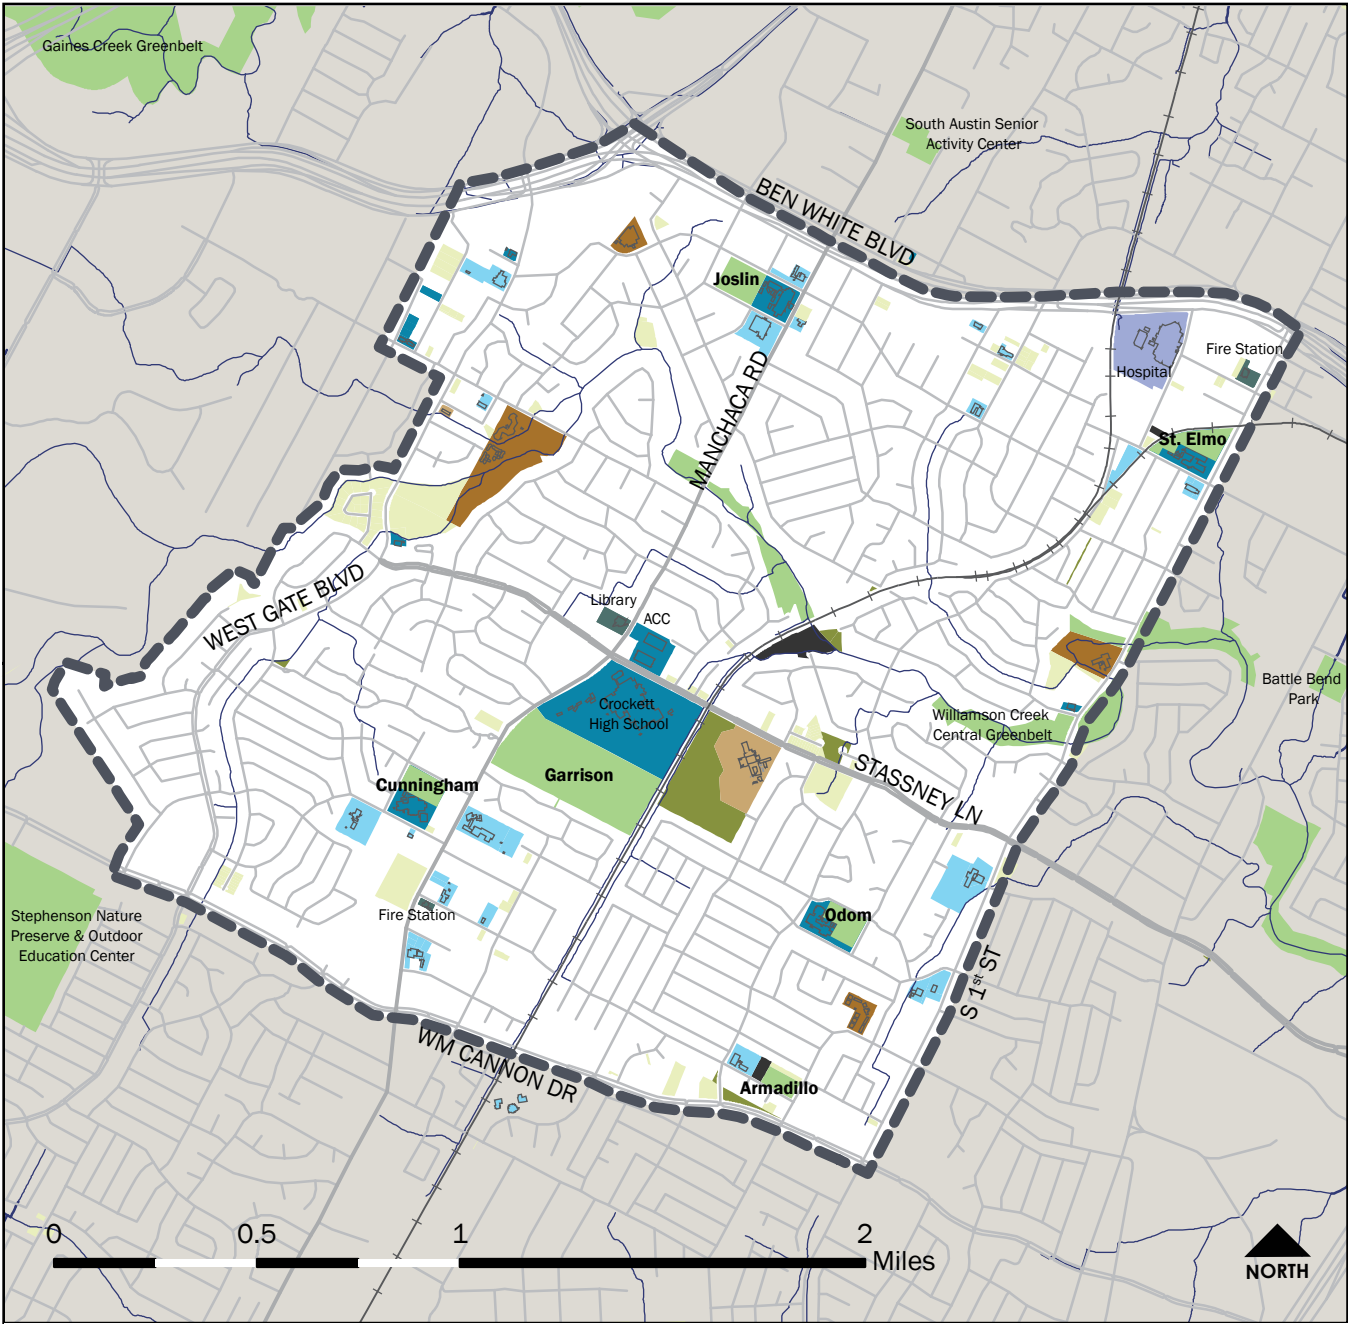 Gaines Creek Greenbelt
South Austin Senior
Activity Center
BEN WHITE BLVD
Joslin
Fire Station
Hospital
MANCHACA RD
St. Elmo
WEST GATE BLVD
Library
ACC
Crockett
High School
Battle Bend
Park
Williamson Creek
Central Greenbelt
Garrison
STASSNEY LN
Cunningham
Fire Station
Odom
Stephenson Nature
Preserve & Outdoor
Education Center
S 1st ST
WM CANNON DR
Armadillo
0 0.5 1 2
Miles
NORTH